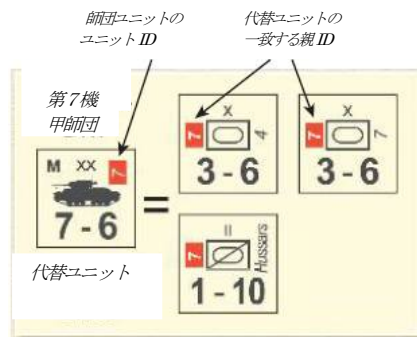 師団ユニットの
ユニットID
代替ユニットの
一致する親ID
第7機
甲師団
M XX 7
7 - 6
=
X
7 4
3 - 6
X
7 7
3 - 6
II
7 Hussars
1 - 10
代替ユニット